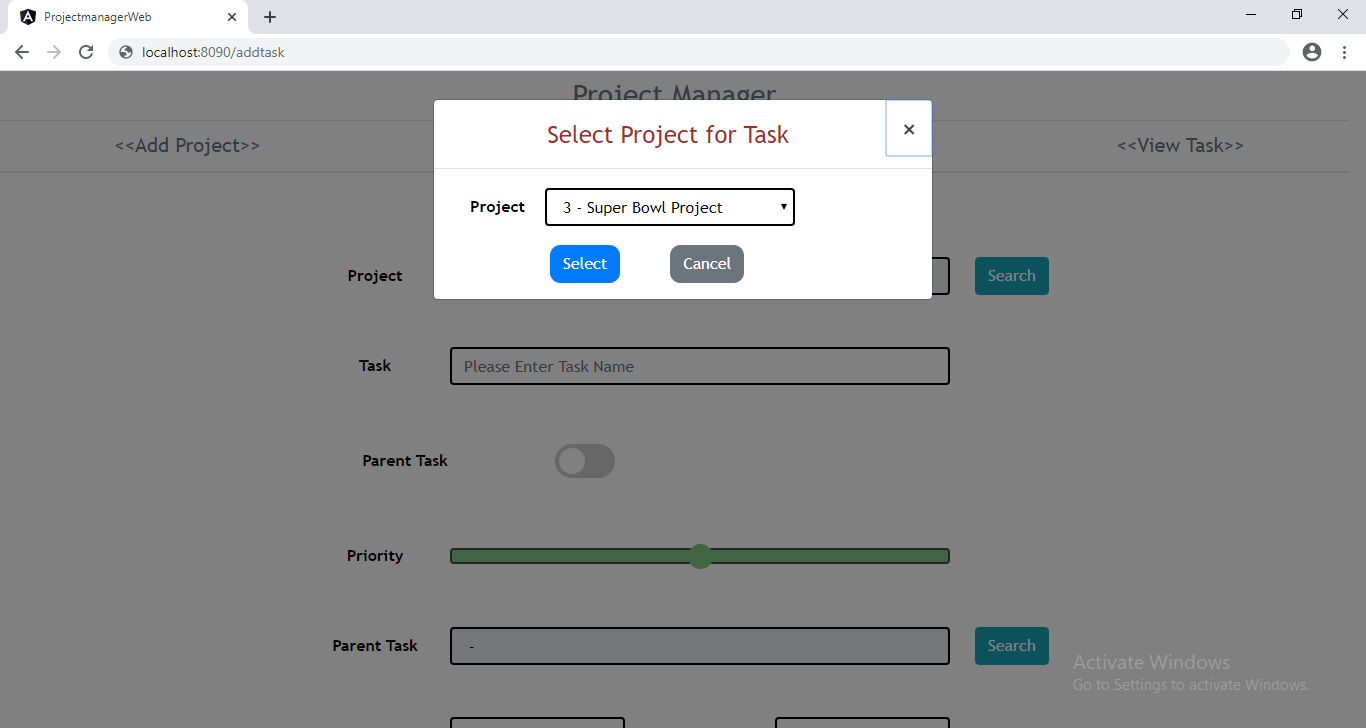 ProjectmanagerWeb
localhost:8090/addtask
Project Manager
<<Add Project>>
<<View Task>>
Select Project for Task
×
Project
3 - Super Bowl Project
Select
Cancel
Project
Search
Task
Please Enter Task Name
Parent Task
Priority
Parent Task
-
Search
Activate Windows
Go to Settings to activate Windows.